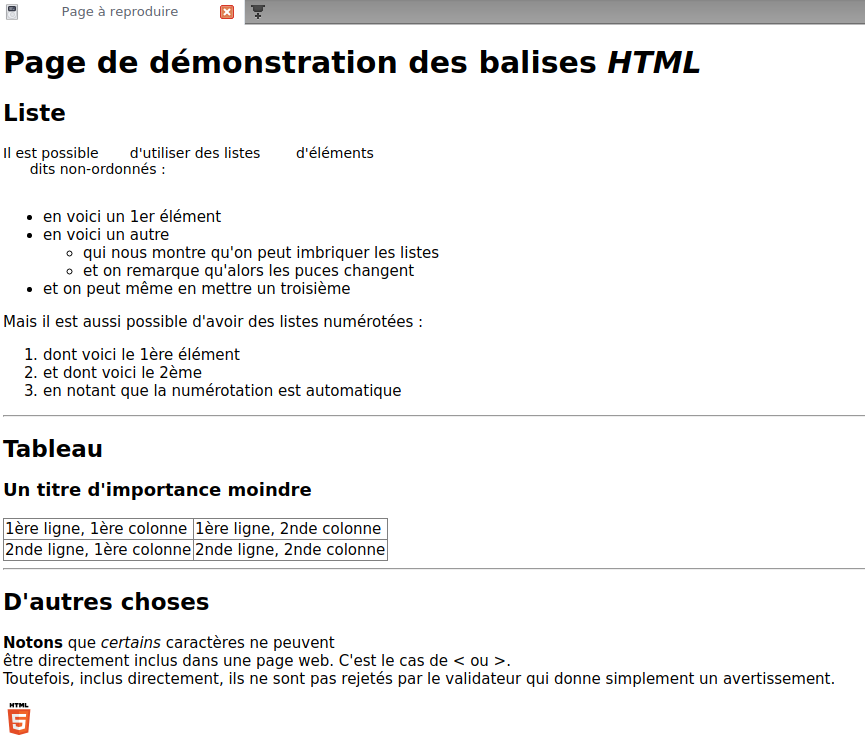 Page à reproduire
Page de démonstration des balises HTML
Liste
Il est possible d'utiliser des listes d'éléments
dits non-ordonnés :
en voici un 1er élément
en voici un autre
qui nous montre qu'on peut imbriquer les listes
et on remarque qu'alors les puces changent
et on peut même en mettre un troisième
Mais il est aussi possible d'avoir des listes numérotées :
1. dont voici le 1ère élément
2. et dont voici le 2ème
3. en notant que la numérotation est automatique
Tableau
Un titre d'importance moindre
1ère ligne, 1ère colonne 1ère ligne, 2nde colonne
2nde ligne, 1ère colonne 2nde ligne, 2nde colonne
D'autres choses
Notons que certains caractères ne peuvent
être directement inclus dans une page web. C'est le cas de < ou >.
Toutefois, inclus directement, ils ne sont pas rejetés par le validateur qui donne simplement un avertissement.
HTML
5